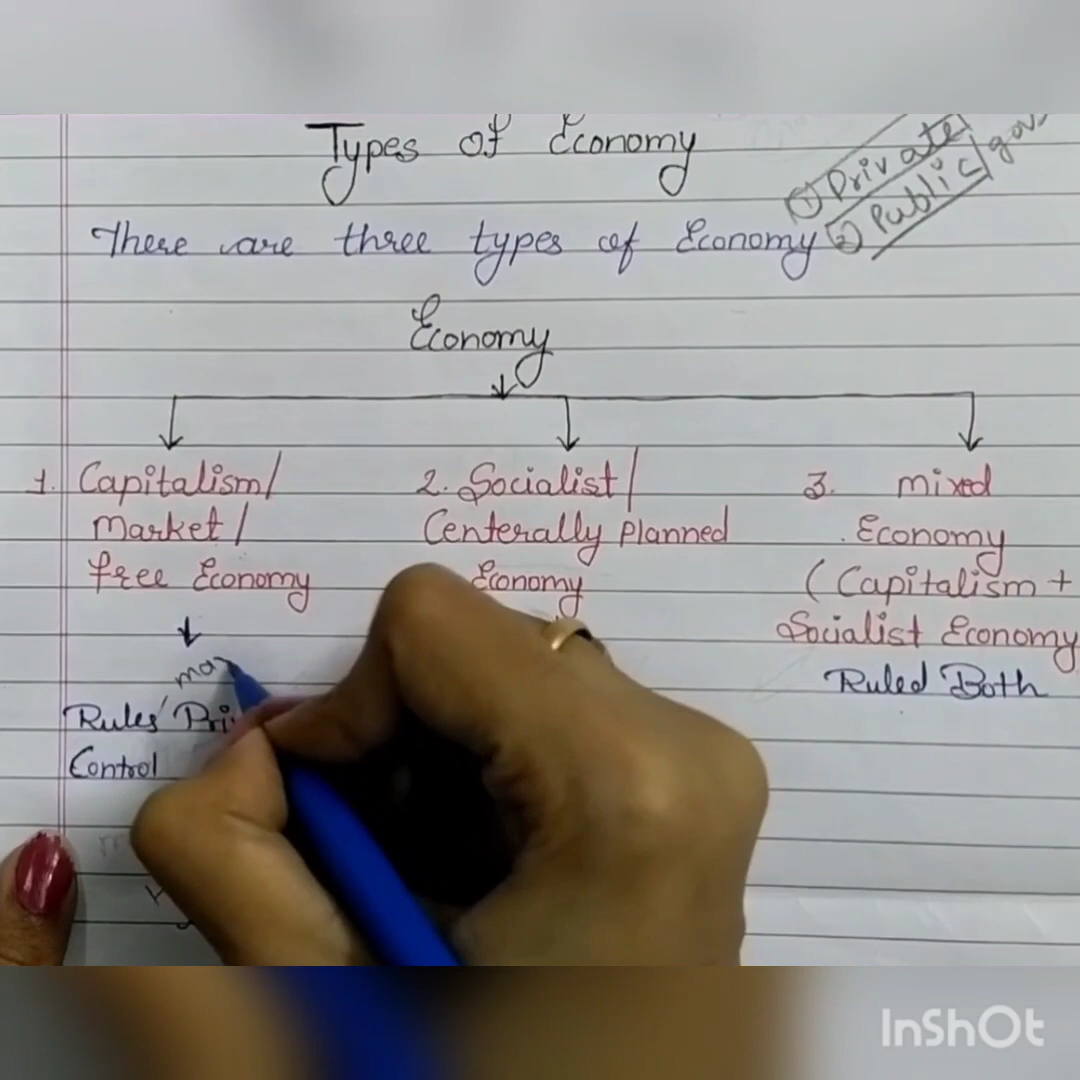 Types of Economy
① Private
② Public gov
There are three types of Economy
Economy
1. Capitalism/
Market/
free Economy
2. Socialist/
Centerally planned
Economy
3. mixed
Economy
(Capitalism +
Socialist Economy
Ruled Both
Rules
Control
InShOt